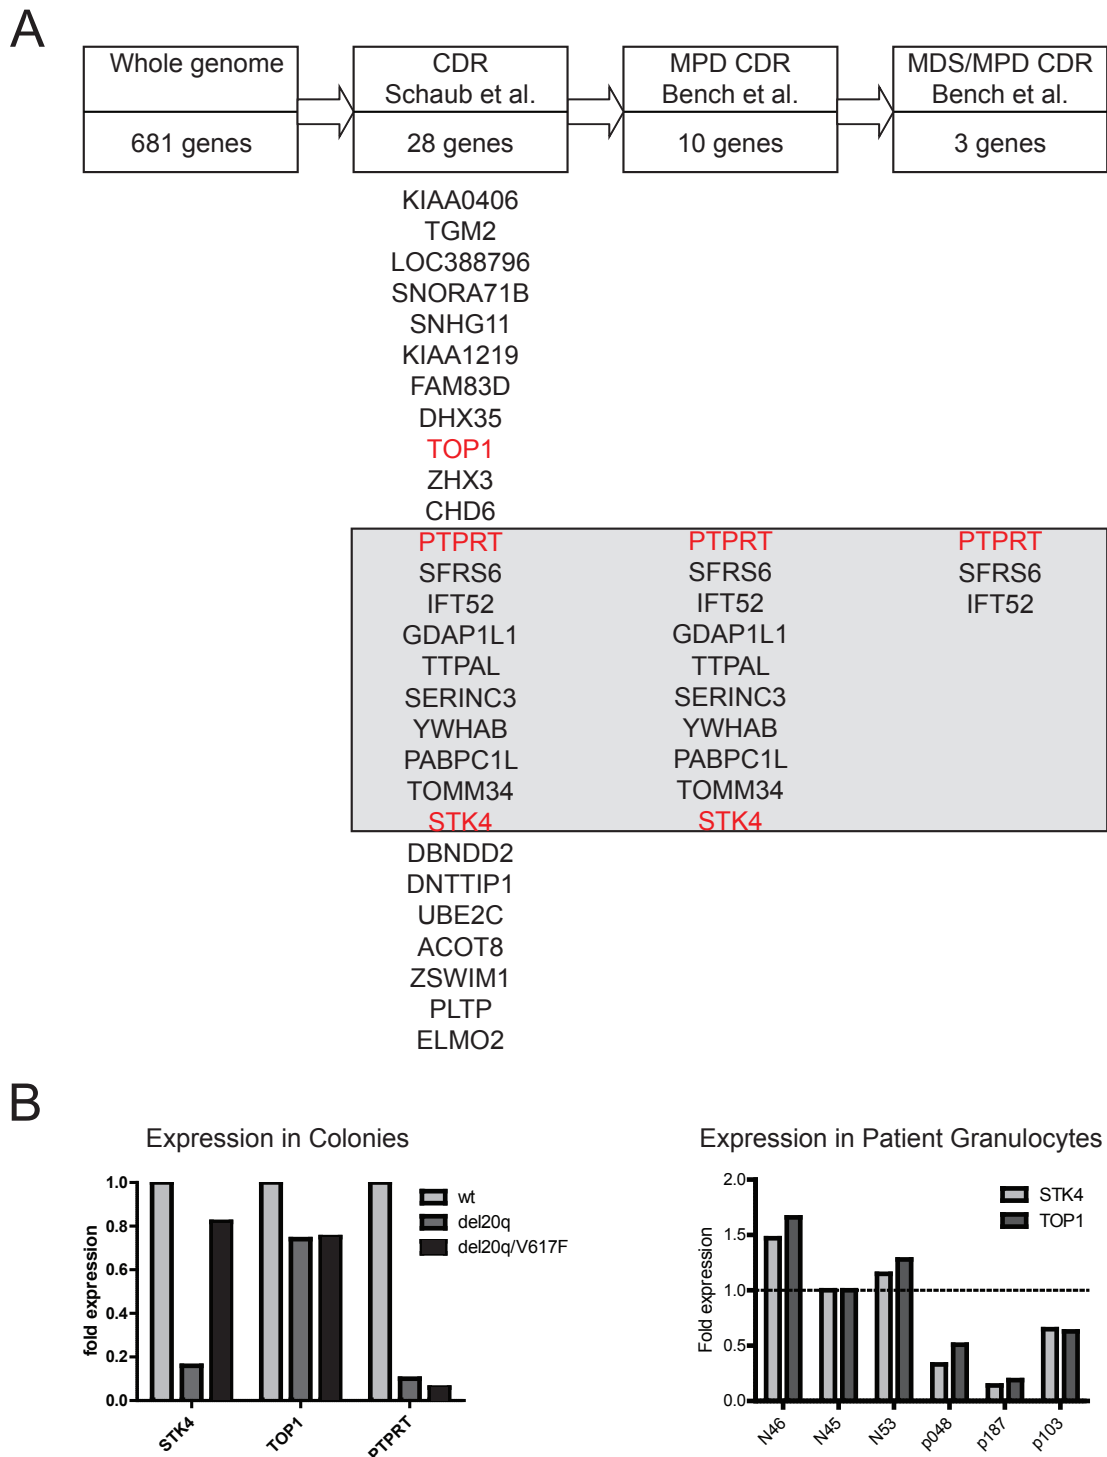 A
Whole genome
681 genes
CDR
Schaub et al.
28 genes
MPD CDR
Bench et al.
10 genes
MDS/MPD CDR
Bench et al.
3 genes
KIAA0406
TGM2
LOC388796
SNORA71B
SNHG11
KIAA1219
FAM83D
DHX35
TOP1
ZHX3
CHD6
PTPRT PTPRT PTPRT
SFRS6 SFRS6 SFRS6
IFT52 IFT52 IFT52
GDAP1L1 GDAP1L1
TTPAL TTPAL
SERINC3 SERINC3
YWHAB YWHAB
PABPC1L PABPC1L
TOMM34 TOMM34
STK4 STK4
DBNDD2
DNTTIP1
UBE2C
ACOT8
ZSWIM1
PLTP
ELMO2
B
Expression in Colonies
fold expression
1.0
0.8
0.6
0.4
0.2
0.0
STK4
TOP1
PTPRT
wt
del20q
del20q/V617F
Expression in Patient Granulocytes
Fold expression
2.0
1.5
1.0
0.5
0.0
N46
N45
N53
p048
p187
p103
STK4
TOP1